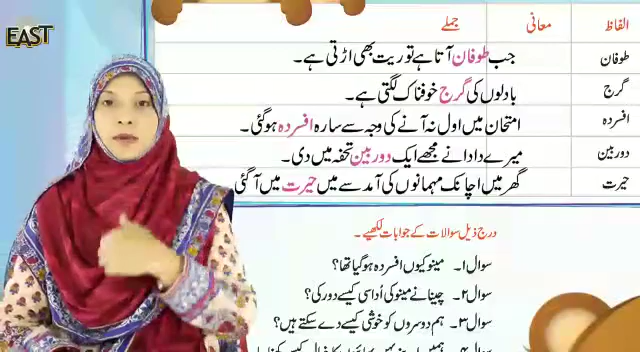 EAST
الفاظ معانی جملے
طوفان جب طوفان آتا ہے تو ریت بھی اڑتی ہے۔
گرج بادلوں کی گرج خوفناک لگتی ہے۔
افسردہ امتحان میں اول نہ آنے کی وجہ سے سارہ افسردہ ہوگئی۔
دوربین میرے دادا نے مجھے ایک دوربین تحفہ میں دی۔
حیرت گھر میں اچانک مہمانوں کی آمد سے میں حیرت میں آگئی
درج ذیل سوالات کے جوابات لکھیے۔
سوال ۱۔ مینو کیوں افسردہ ہوگیا تھا؟
سوال ۲۔ چینا نے مینو کی اُداسی کیسے دور کی؟
سوال ۳۔ ہم دوسروں کو خوشی کیسے دے سکتے ہیں؟